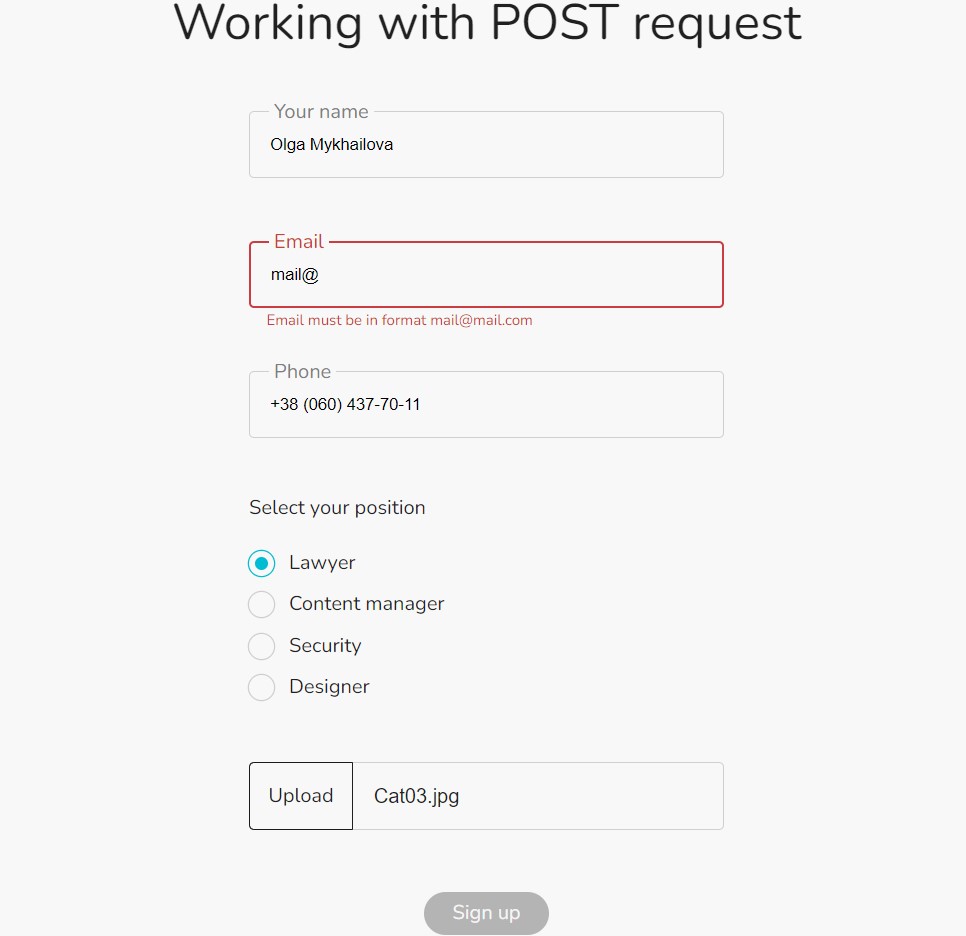 Working with POST request
Your name
Olga Mykhailova
Email
mail@
Email must be in format mail@mail.com
Phone
+38 (060) 437-70-11
Select your position
Lawyer
Content manager
Security
Designer
Upload Cat03.jpg
Sign up